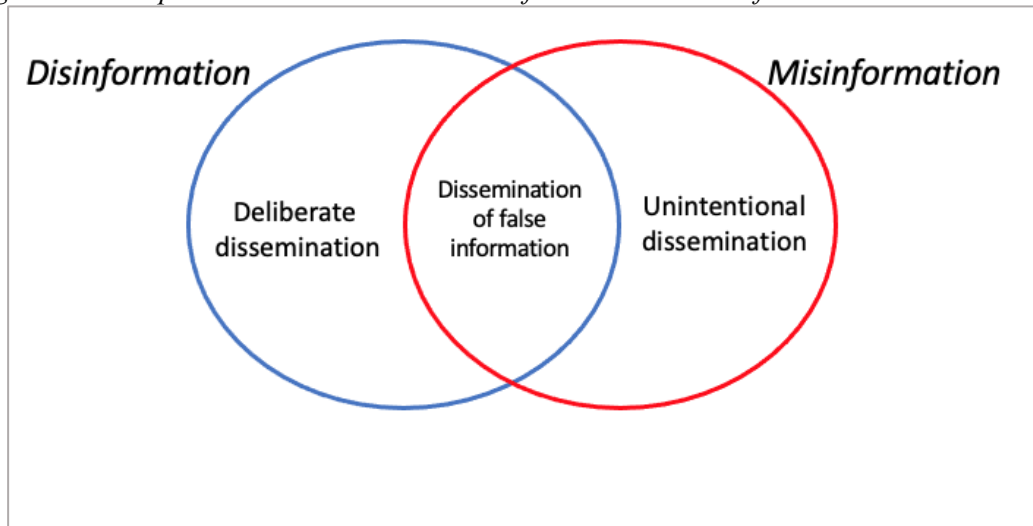 Disinformation
Misinformation
Deliberate
dissemination
Dissemination
of false
information
Unintentional
dissemination